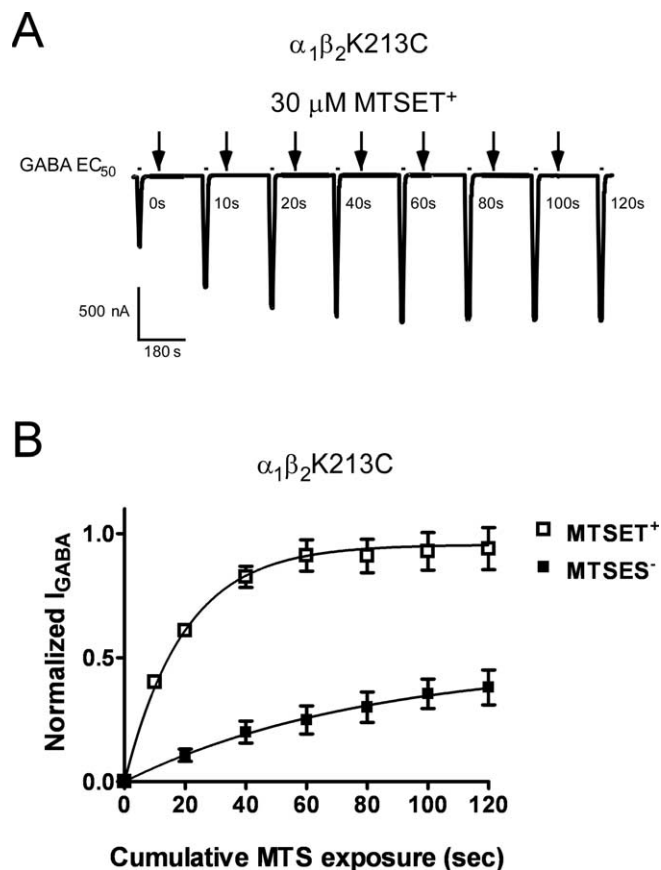 A
α₁β₂K213C
30 μM MTSET⁺
GABA EC₅₀
0s 10s 20s 40s 60s 80s 100s 120s
500 nA
180 s
B
α₁β₂K213C
1.0
0.5
0.0
Normalized I_GABA
MTSET⁺
MTSES⁻
0 20 40 60 80 100 120
Cumulative MTS exposure (sec)